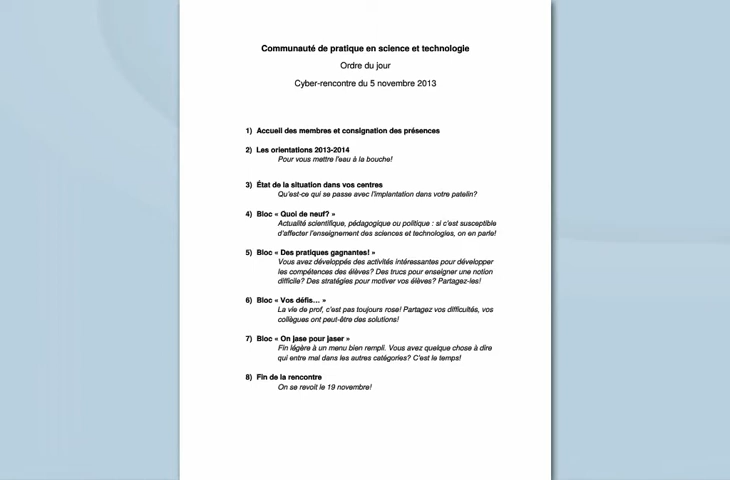 Communauté de pratique en science et technologie
Ordre du jour
Cyber-rencontre du 5 novembre 2013
1) Accueil des membres et consignation des présences
2) Les orientations 2013-2014
Pour vous mettre l'eau à la bouche!
3) État de la situation dans vos centres
Qu'est-ce qui se passe avec l'implantation dans votre patelin?
4) Bloc « Quoi de neuf? »
Actualité scientifique, pédagogique ou politique : si c'est susceptible
d'affecter l'enseignement des sciences et technologies, on en parle!
5) Bloc « Des pratiques gagnantes! »
Vous avez développés des activités intéressantes pour développer
les compétences des élèves? Des trucs pour enseigner une notion
difficile? Des stratégies pour motiver vos élèves? Partagez-les!
6) Bloc « Vos défis... »
La vie de prof, c'est pas toujours rose! Partagez vos difficultés, vos
collègues ont peut-être des solutions!
7) Bloc « On jase pour jaser »
Fin légère à un menu bien rempli. Vous avez quelque chose à dire
qui entre mal dans les autres catégories? C'est le temps!
8) Fin de la rencontre
On se revoit le 19 novembre!